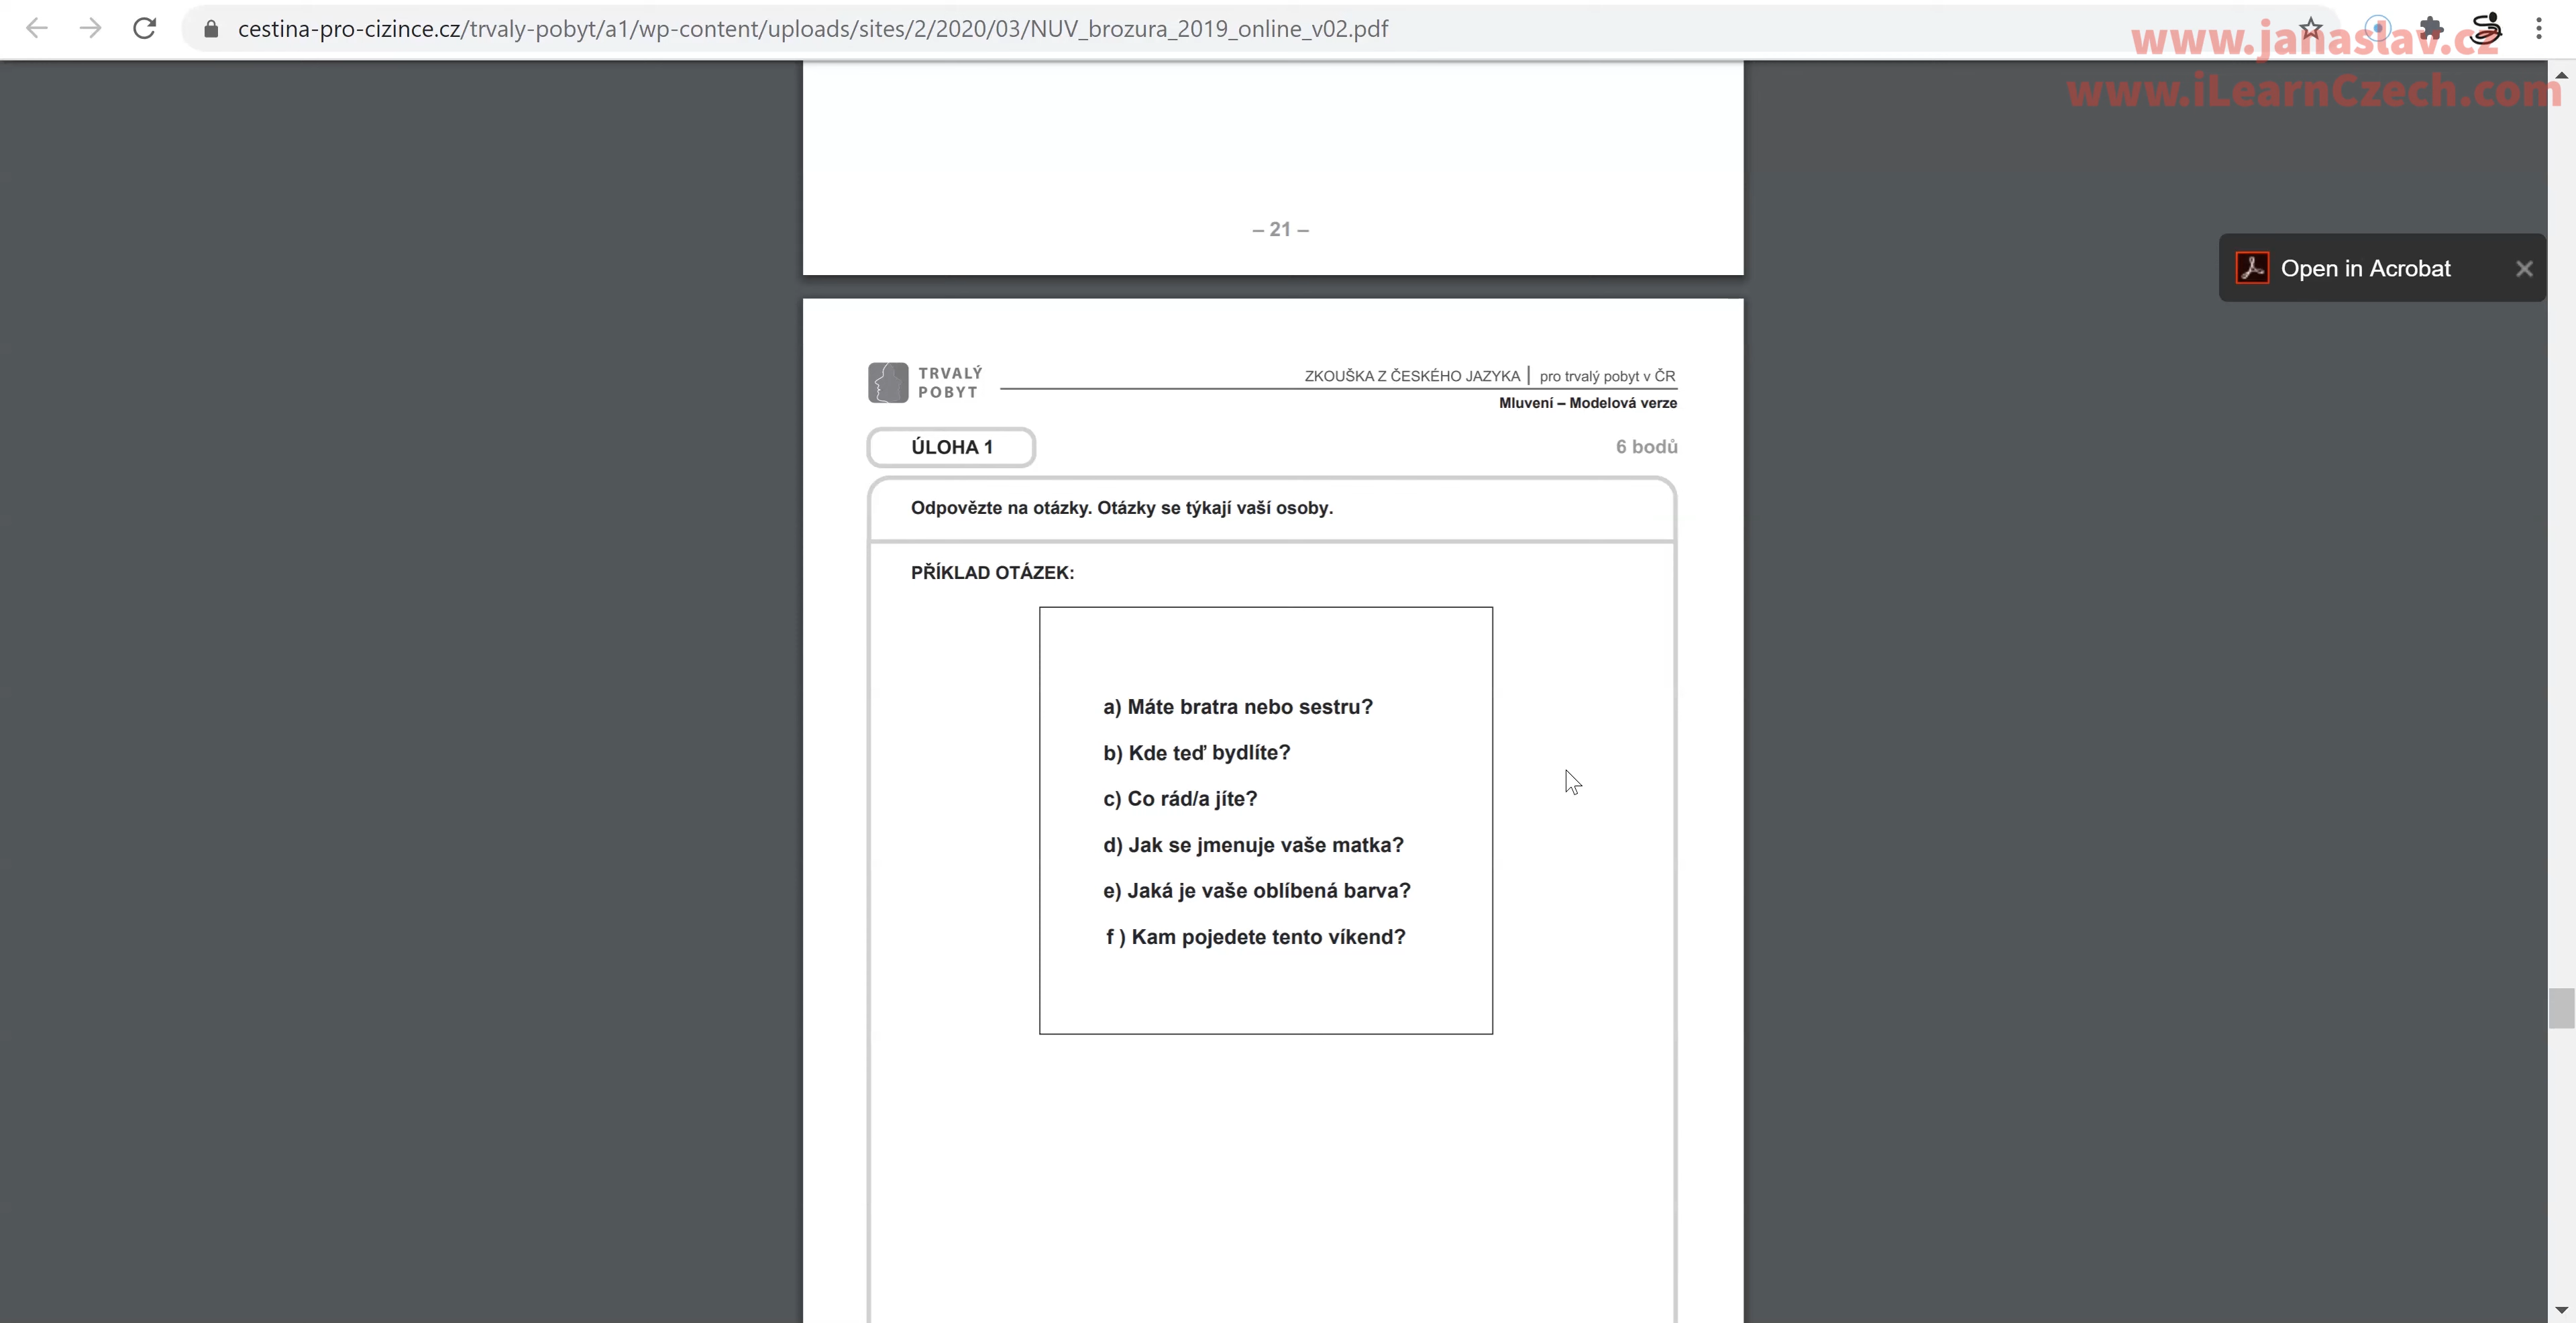 cestina-pro-cizince.cz/trvaly-pobyt/a1/wp-content/uploads/sites/2/2020/03/NUV_brozura_2019_online_v02.pdf
www.janaslav.cz
www.iLearnCzech.com
– 21 –
Open in Acrobat
TRVALÝ
POBYT
ZKOUŠKA Z ČESKÉHO JAZYKA | pro trvalý pobyt v ČR
Mluvení – Modelová verze
ÚLOHA 1
6 bodů
Odpovězte na otázky. Otázky se týkají vaší osoby.
PŘÍKLAD OTÁZEK:
a) Máte bratra nebo sestru?
b) Kde teď bydlíte?
c) Co rád/a jíte?
d) Jak se jmenuje vaše matka?
e) Jaká je vaše oblíbená barva?
f ) Kam pojedete tento víkend?